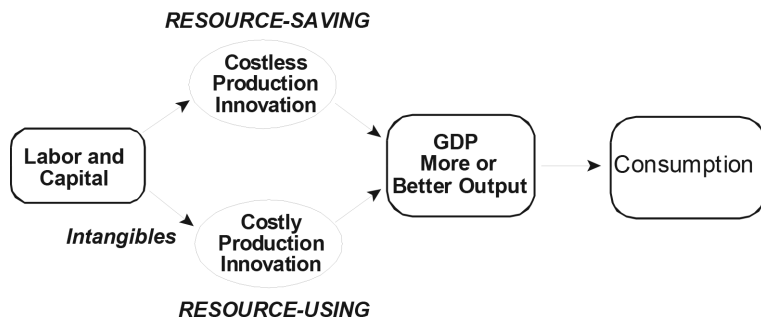 RESOURCE-SAVING
Costless
Production
Innovation
Labor and
Capital
GDP
More or
Better Output
Consumption
Intangibles
Costly
Production
Innovation
RESOURCE-USING